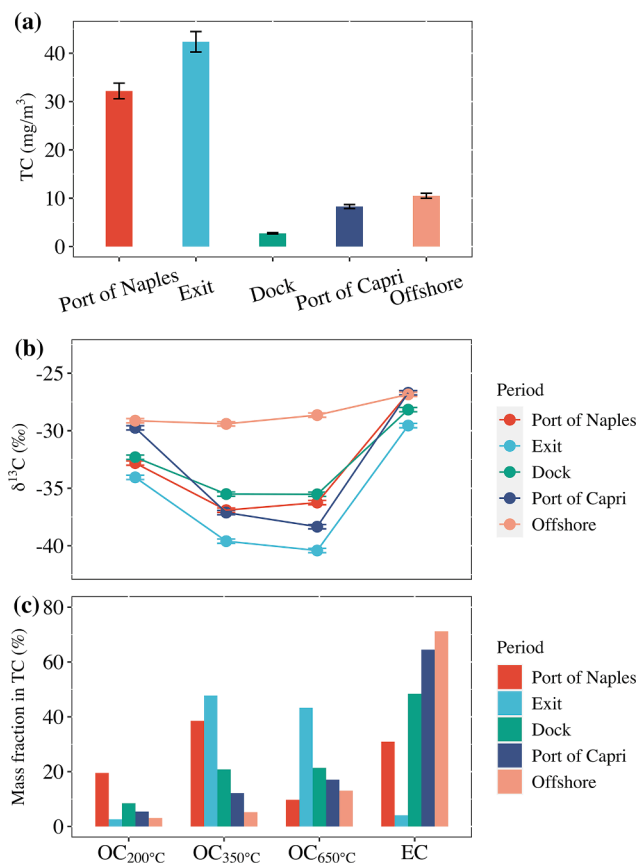 (a)
TC (mg/m³)
40
30
20
10
0
Port of Naples
Exit
Dock
Port of Capri
Offshore
(b)
δ¹³C (‰)
-25
-30
-35
-40
Period
Port of Naples
Exit
Dock
Port of Capri
Offshore
(c)
Mass fraction in TC (%)
80
60
40
20
0
OC₂₀₀°C
OC₃₅₀°C
OC₆₅₀°C
EC
Period
Port of Naples
Exit
Dock
Port of Capri
Offshore